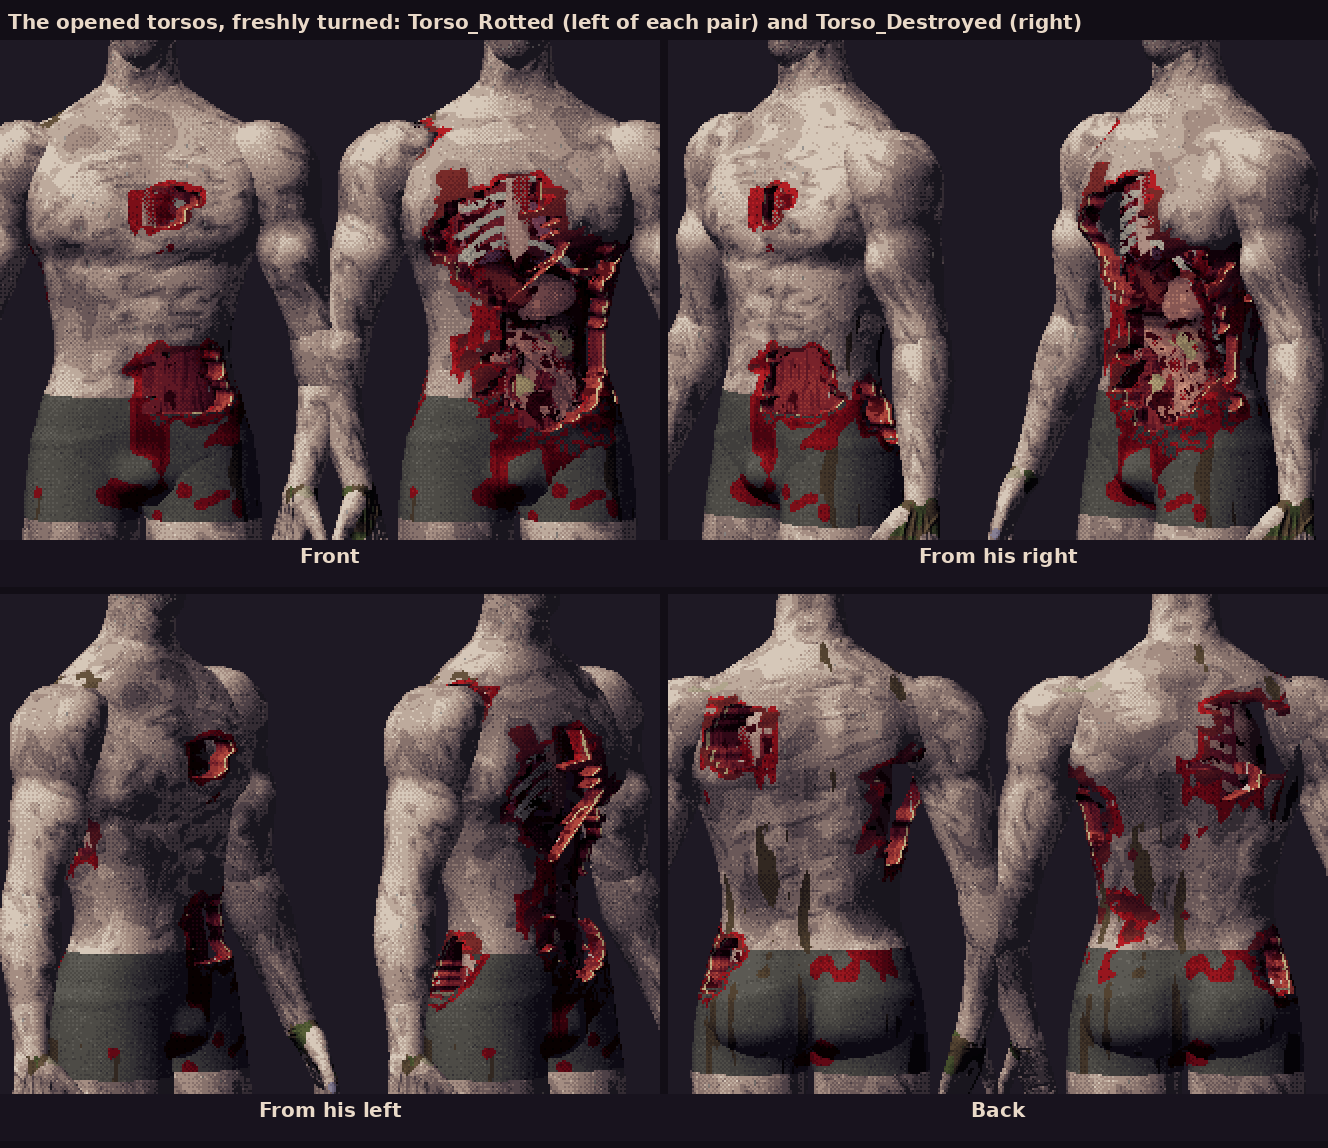 The opened torsos, freshly turned: Torso_Rotted (left of each pair) and Torso_Destroyed (right)
Front
From his right
From his left
Back